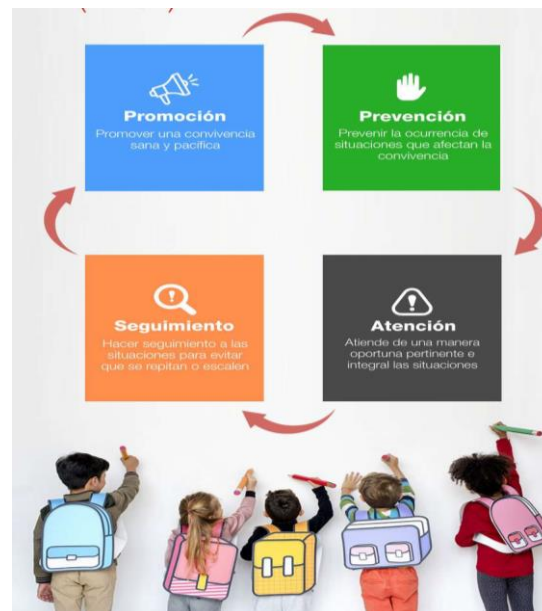 Promoción
Promover una convivencia
sana y pacífica
Prevención
Prevenir la ocurrencia de
situaciones que afectan la
convivencia
Seguimiento
Hacer seguimiento a las
situaciones para evitar
que se repitan o escalen
Atención
Atiende de una manera
oportuna pertinente e
integral las situaciones